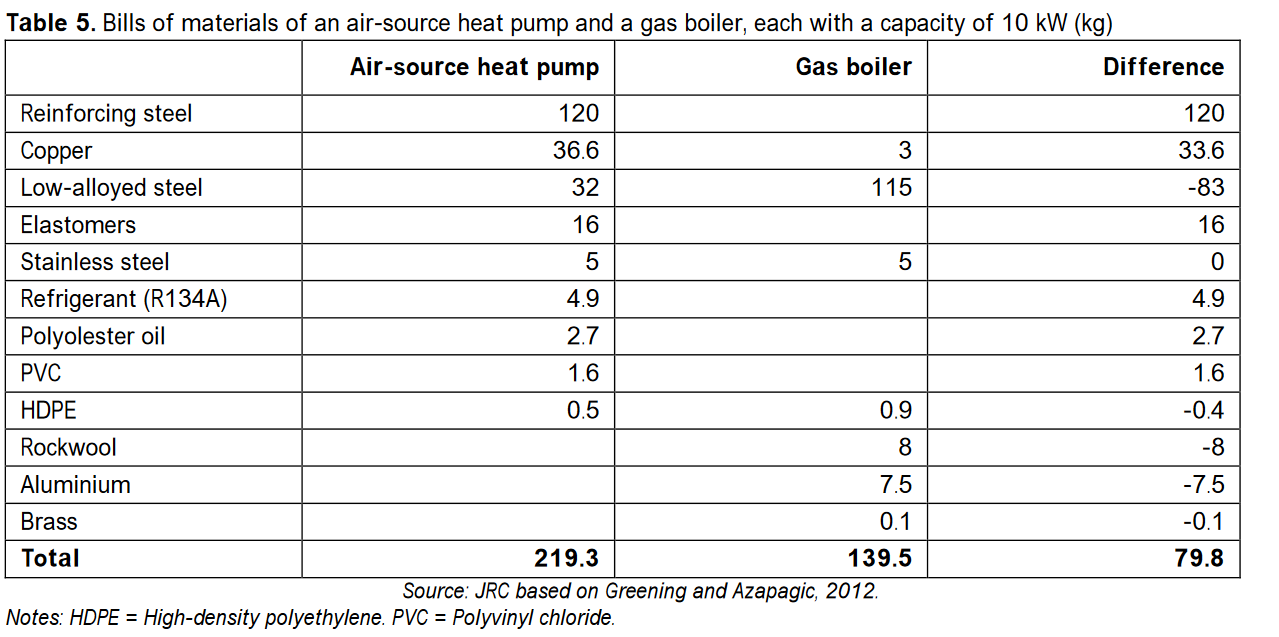 Table 5. Bills of materials of an air-source heat pump and a gas boiler, each with a capacity of 10 kW (kg)
Air-source heat pump Gas boiler Difference
Reinforcing steel 120 120
Copper 36.6 3 33.6
Low-alloyed steel 32 115 -83
Elastomers 16 16
Stainless steel 5 5 0
Refrigerant (R134A) 4.9 4.9
Polyolester oil 2.7 2.7
PVC 1.6 1.6
HDPE 0.5 0.9 -0.4
Rockwool 8 -8
Aluminium 7.5 -7.5
Brass 0.1 -0.1
Total 219.3 139.5 79.8
Source: JRC based on Greening and Azapagic, 2012.
Notes: HDPE = High-density polyethylene. PVC = Polyvinyl chloride.